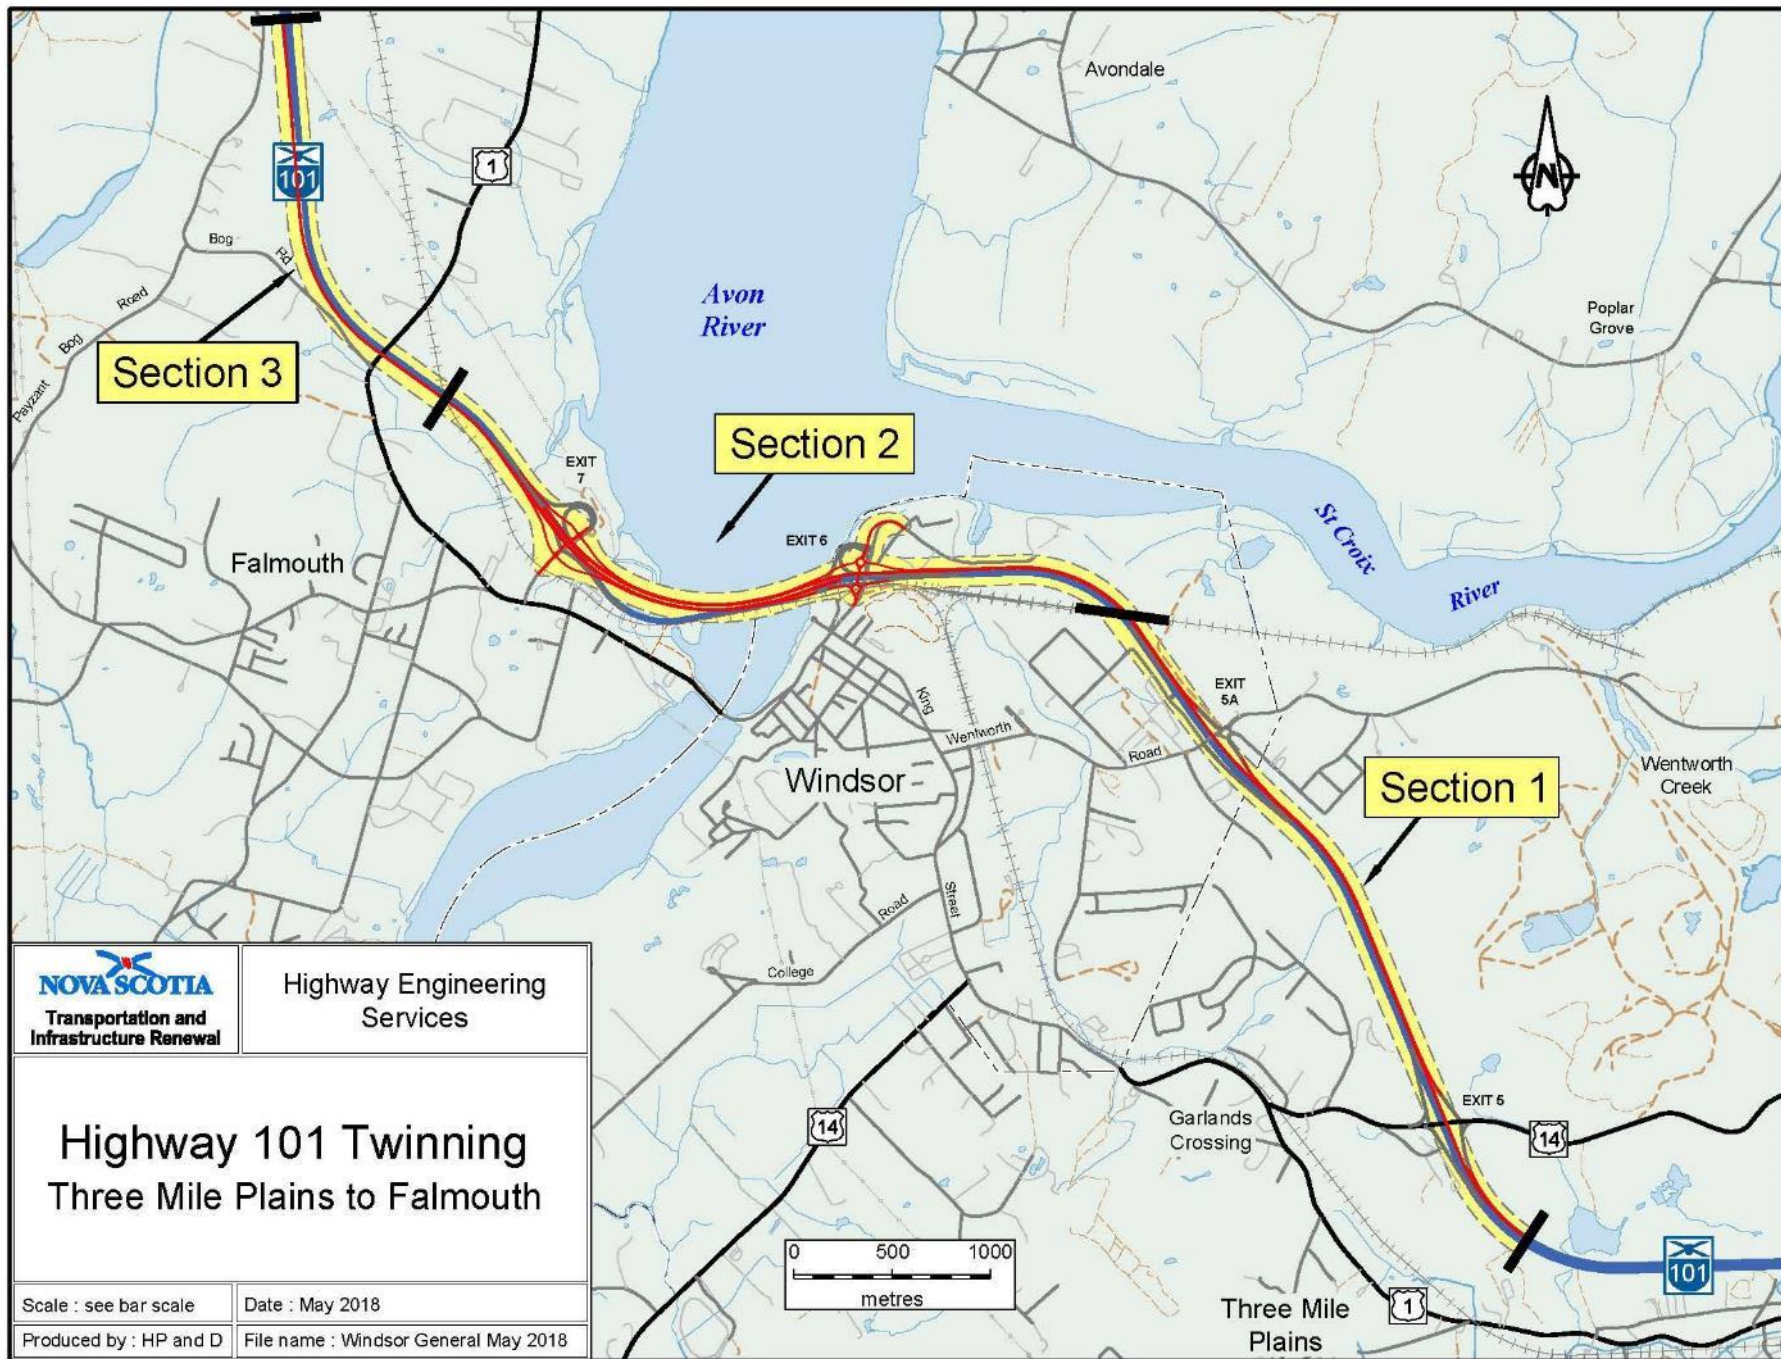 Avondale
1
101
N
Bog
Rd
Avon
River
Road
Bog
Payzant
Poplar
Grove
Section 3
Section 2
EXIT
7
EXIT 6
St Croix
River
Falmouth
King
Wentworth
Road
EXIT
5A
Windsor
Section 1
Wentworth
Creek
Street
Road
College
NOVA SCOTIA
Transportation and
Infrastructure Renewal
Highway Engineering
Services
Highway 101 Twinning
Three Mile Plains to Falmouth
Scale : see bar scale
Date : May 2018
Produced by : HP and D
File name : Windsor General May 2018
14
Garlands
Crossing
EXIT 5
14
0 500 1000
metres
101
Three Mile
Plains
1